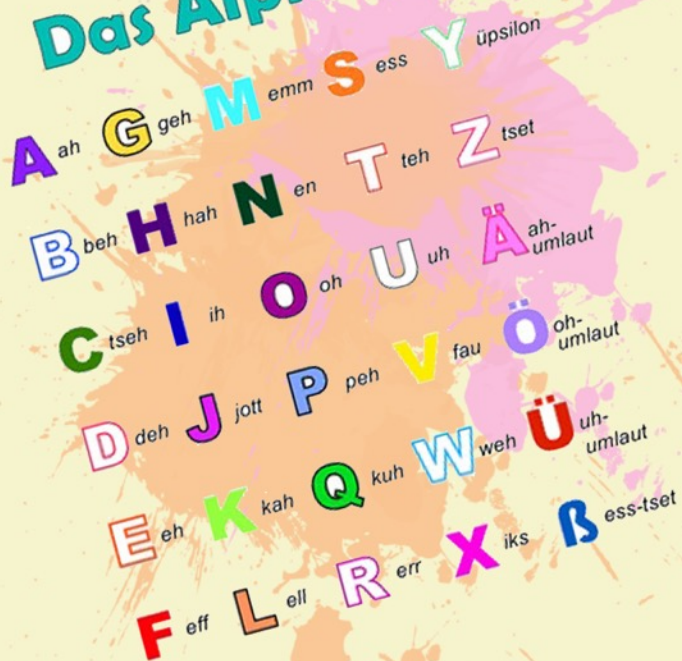 Das
A ah G geh M emm S ess Y üpsilon
B beh H hah N en T teh Z tset
C tseh I ih O oh U uh Ä ah-umlaut
D deh J jott P peh V fau Ö oh-umlaut
E eh K kah Q kuh W weh Ü uh-umlaut
F eff L ell R err X iks ß ess-tset